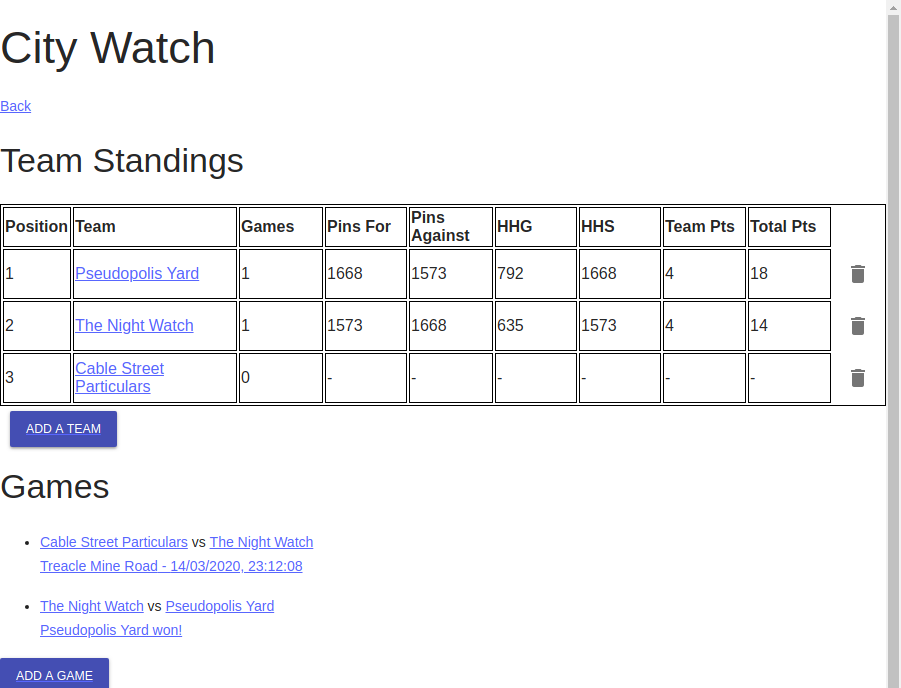 City Watch
Back
Team Standings
Position Team Games Pins For Pins Against HHG HHS Team Pts Total Pts
1 Pseudopolis Yard 1 1668 1573 792 1668 4 18
2 The Night Watch 1 1573 1668 635 1573 4 14
3 Cable Street Particulars 0 - - - - - -
ADD A TEAM
Games
Cable Street Particulars vs The Night Watch
Treacle Mine Road - 14/03/2020, 23:12:08
The Night Watch vs Pseudopolis Yard
Pseudopolis Yard won!
ADD A GAME